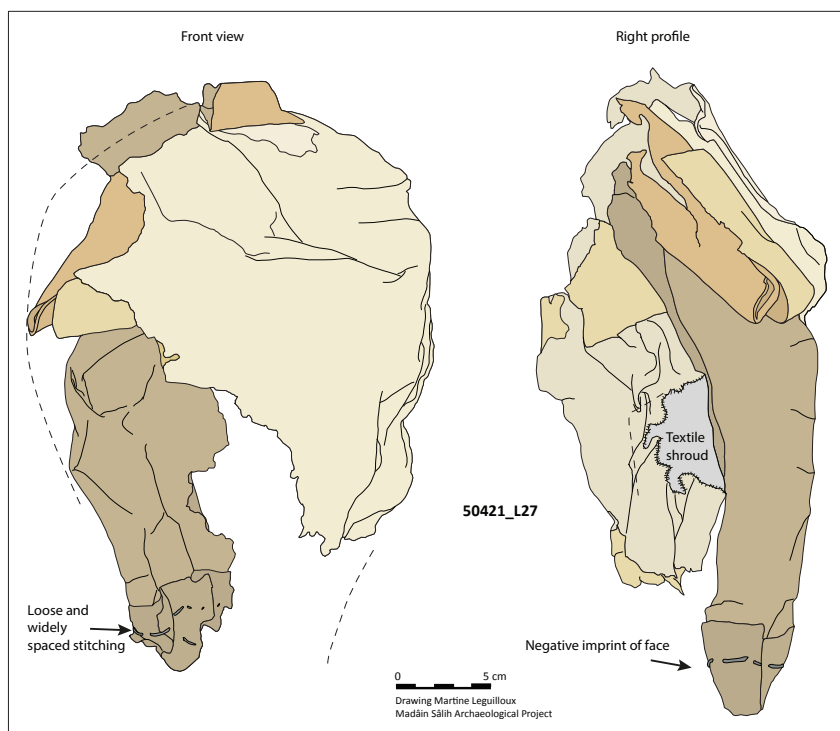 Front view
Right profile
Textile
shroud
50421_L27
Loose and
widely
spaced stitching
Negative imprint of face
0 5 cm
Drawing Martine Leguilloux
Madâin Sâlih Archaeological Project